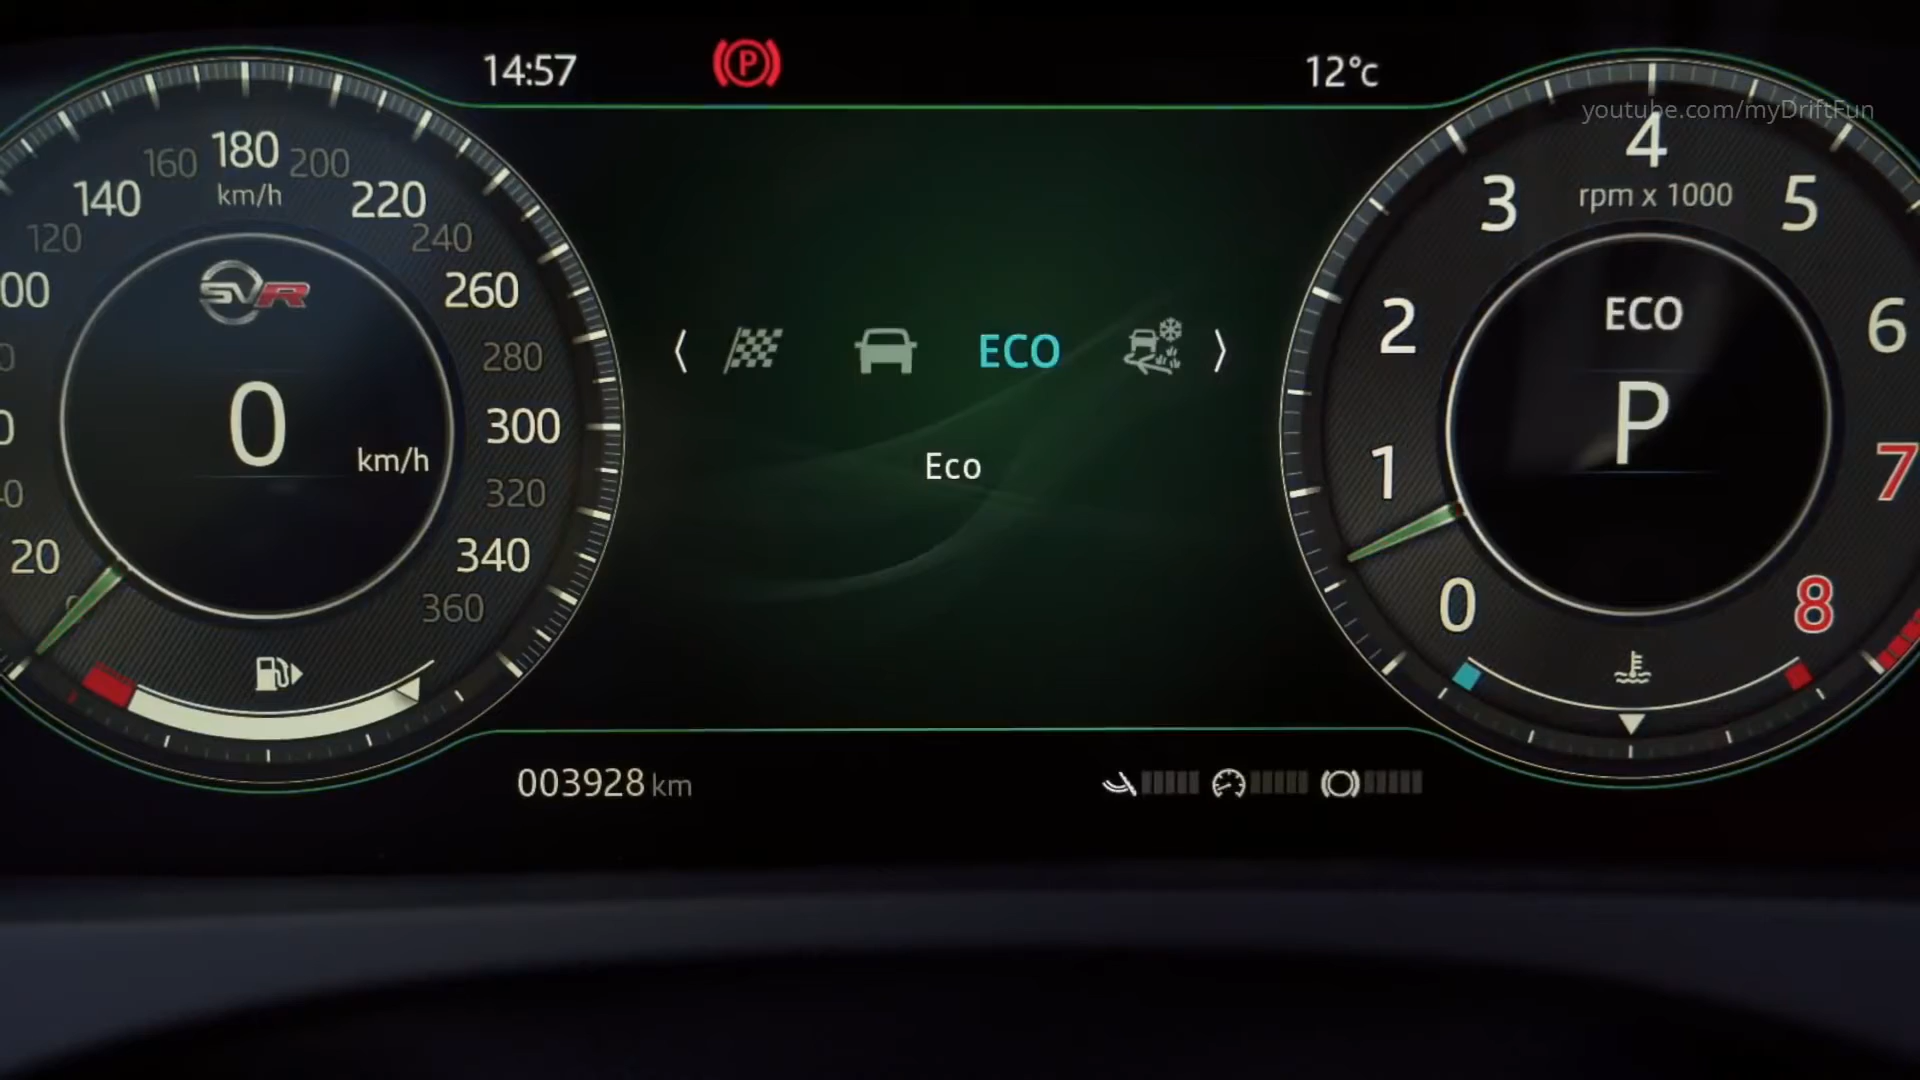 14:57
P
12°c
youtube.com/myDriftFun
160 180 200
km/h
140 220
120 240
00 260
280
300
320
20 340
360
SVR
0
km/h
4
rpm x 1000
3 5
2 6
1 7
0 8
ECO
P
ECO
Eco
003928 km